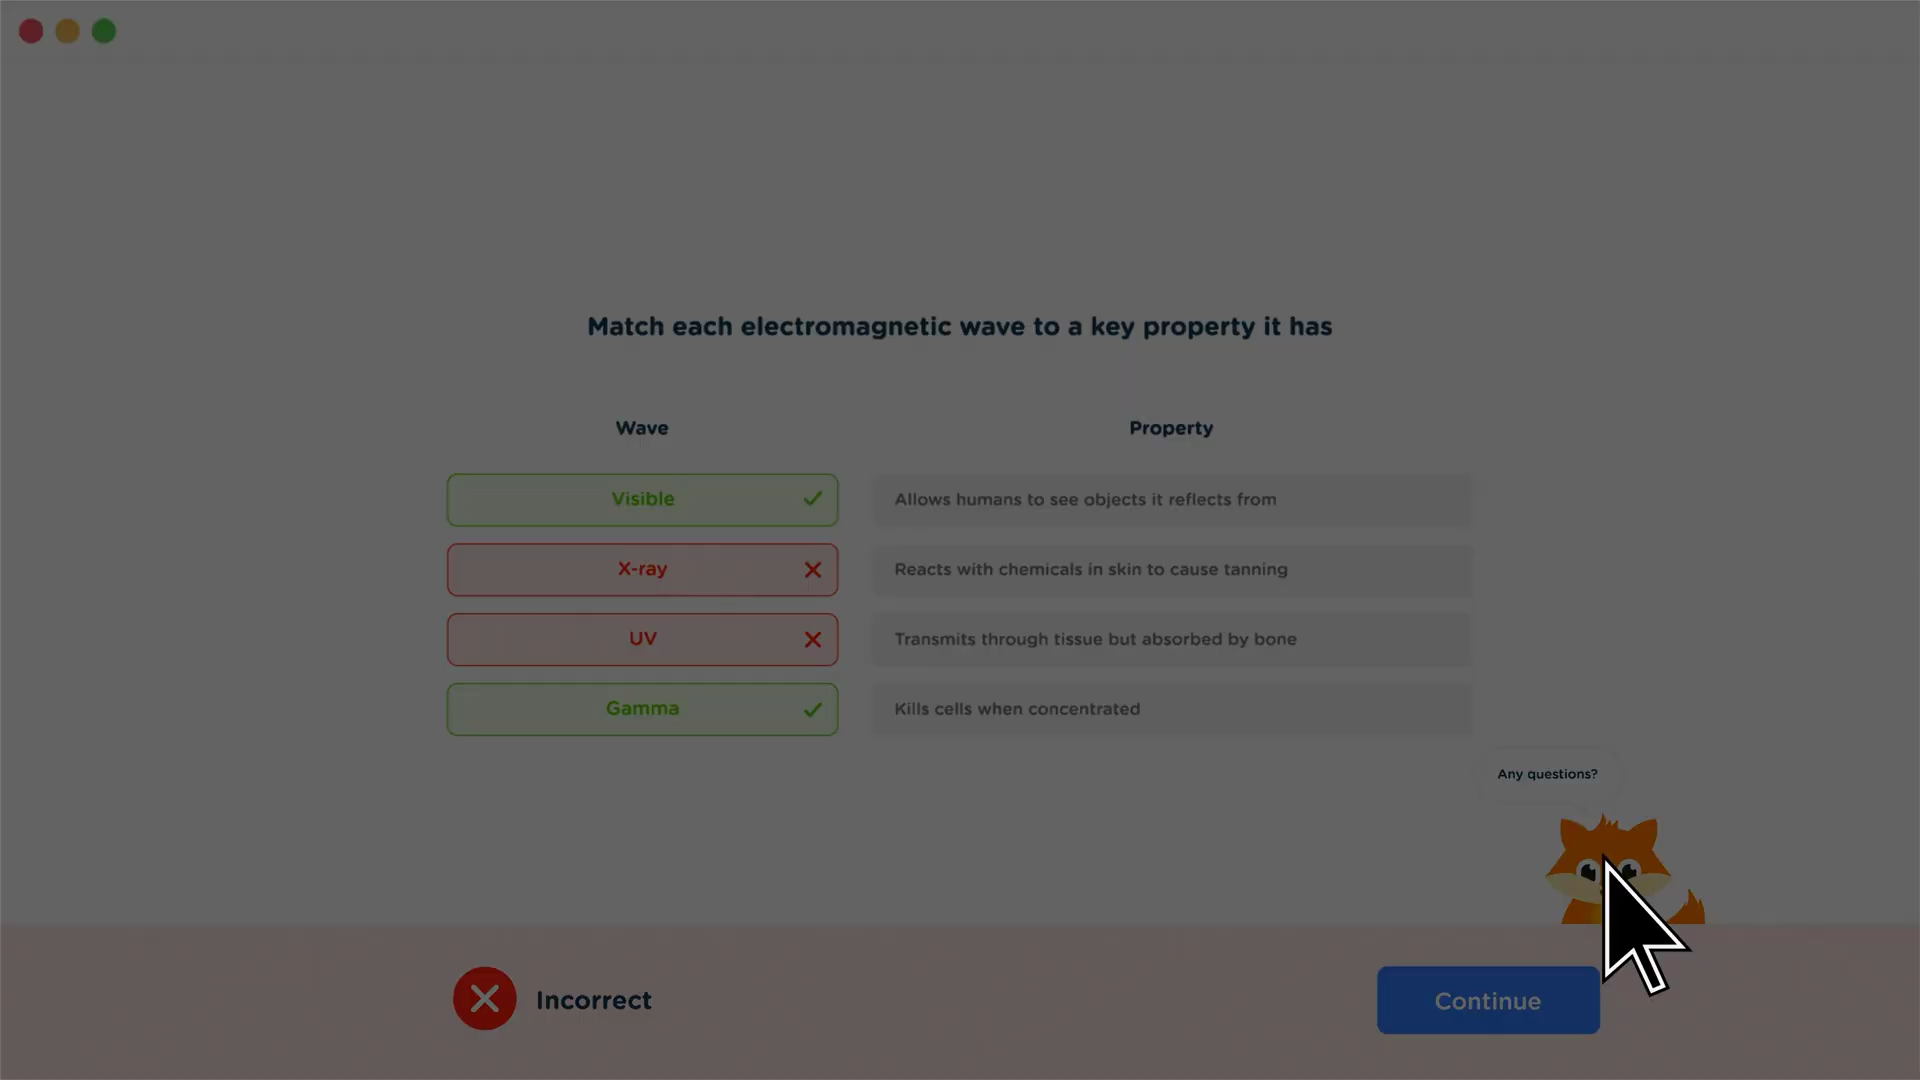 Match each electromagnetic wave to a key property it has
Wave
Property
Visible
Allows humans to see objects it reflects from
X-ray
Reacts with chemicals in skin to cause tanning
UV
Transmits through tissue but absorbed by bone
Gamma
Kills cells when concentrated
Any questions?
Incorrect
Continue